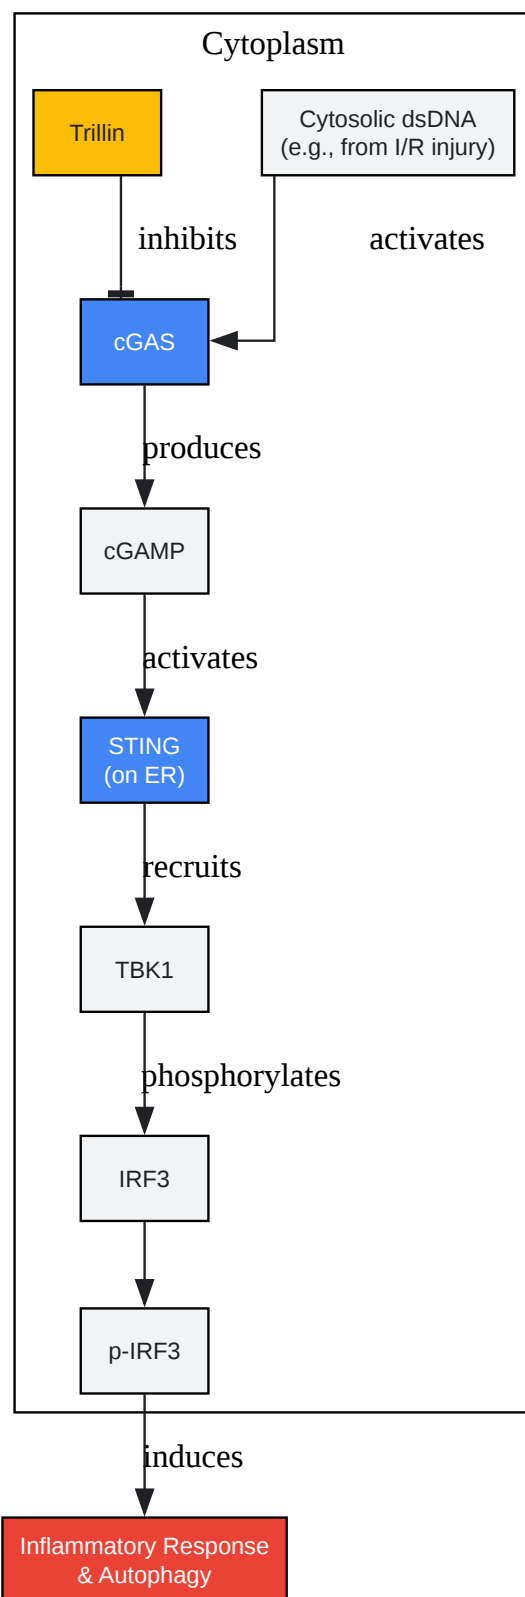 Cytoplasm
Trillin
Cytosolic dsDNA
(e.g., from I/R injury)
inhibits
activates
cGAS
produces
cGAMP
activates
STING
(on ER)
recruits
TBK1
phosphorylates
IRF3
p-IRF3
induces
Inflammatory Response
& Autophagy